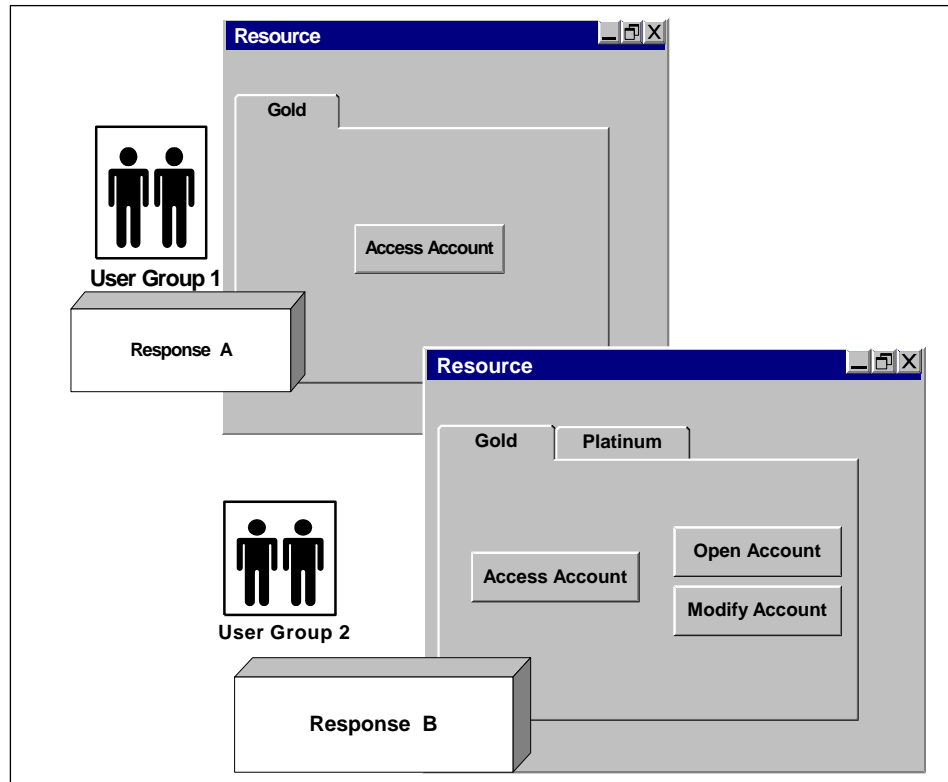 Resource
Gold
Access Account
User Group 1
Response A
Resource
Gold Platinum
Open Account
Access Account
Modify Account
User Group 2
Response B